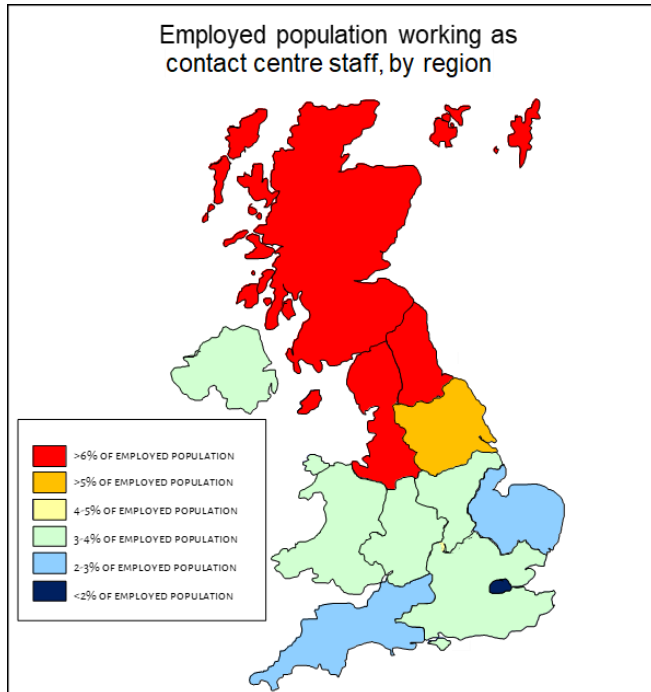 Employed population working as
contact centre staff, by region
>6% OF EMPLOYED POPULATION
>5% OF EMPLOYED POPULATION
4-5% OF EMPLOYED POPULATION
3-4% OF EMPLOYED POPULATION
2-3% OF EMPLOYED POPULATION
<2% OF EMPLOYED POPULATION